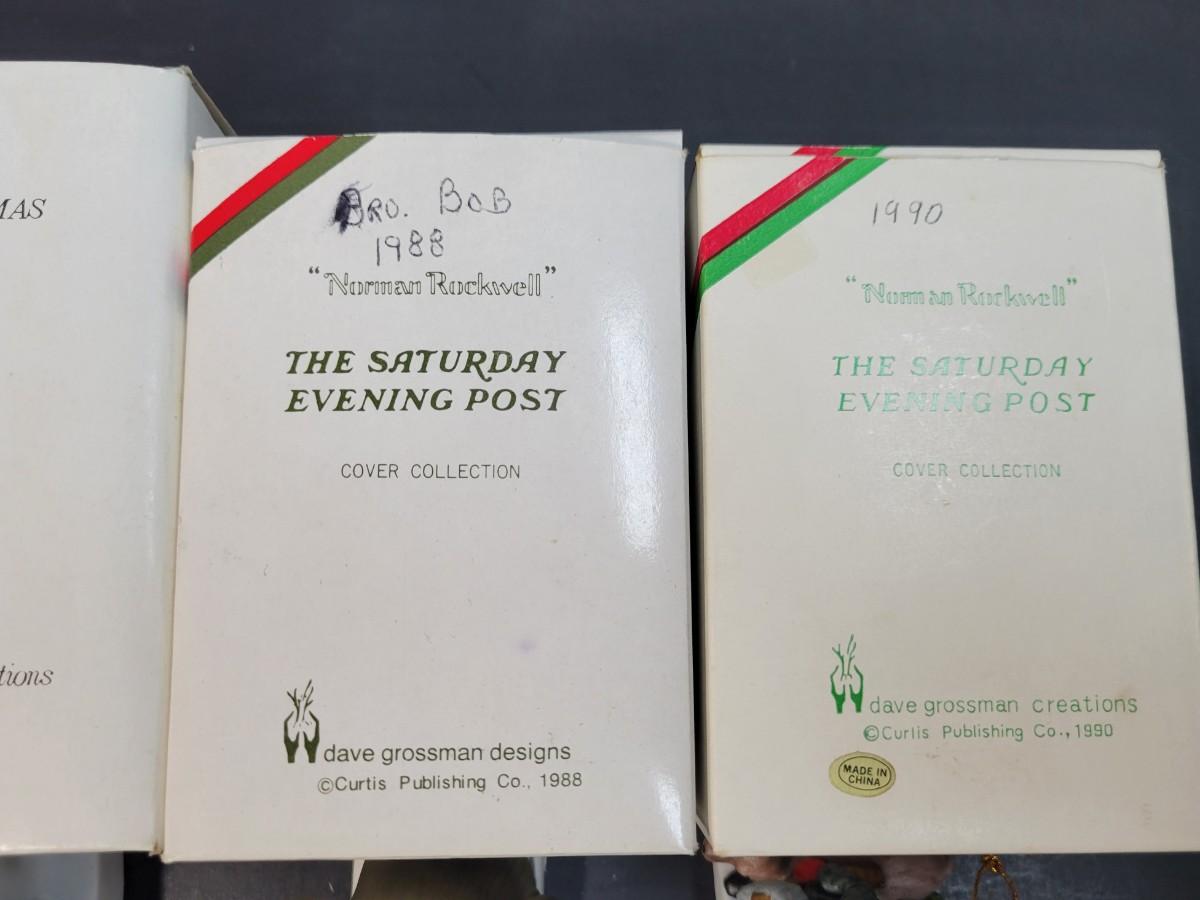 MAS
tions
BRO. BOB
1988
"Norman Rockwell"
THE SATURDAY
EVENING POST
COVER COLLECTION
dave grossman designs
©Curtis Publishing Co., 1988
1990
"Norman Rockwell"
THE SATURDAY
EVENING POST
COVER COLLECTION
dave grossman creations
©Curtis Publishing Co., 1990
MADE IN
CHINA